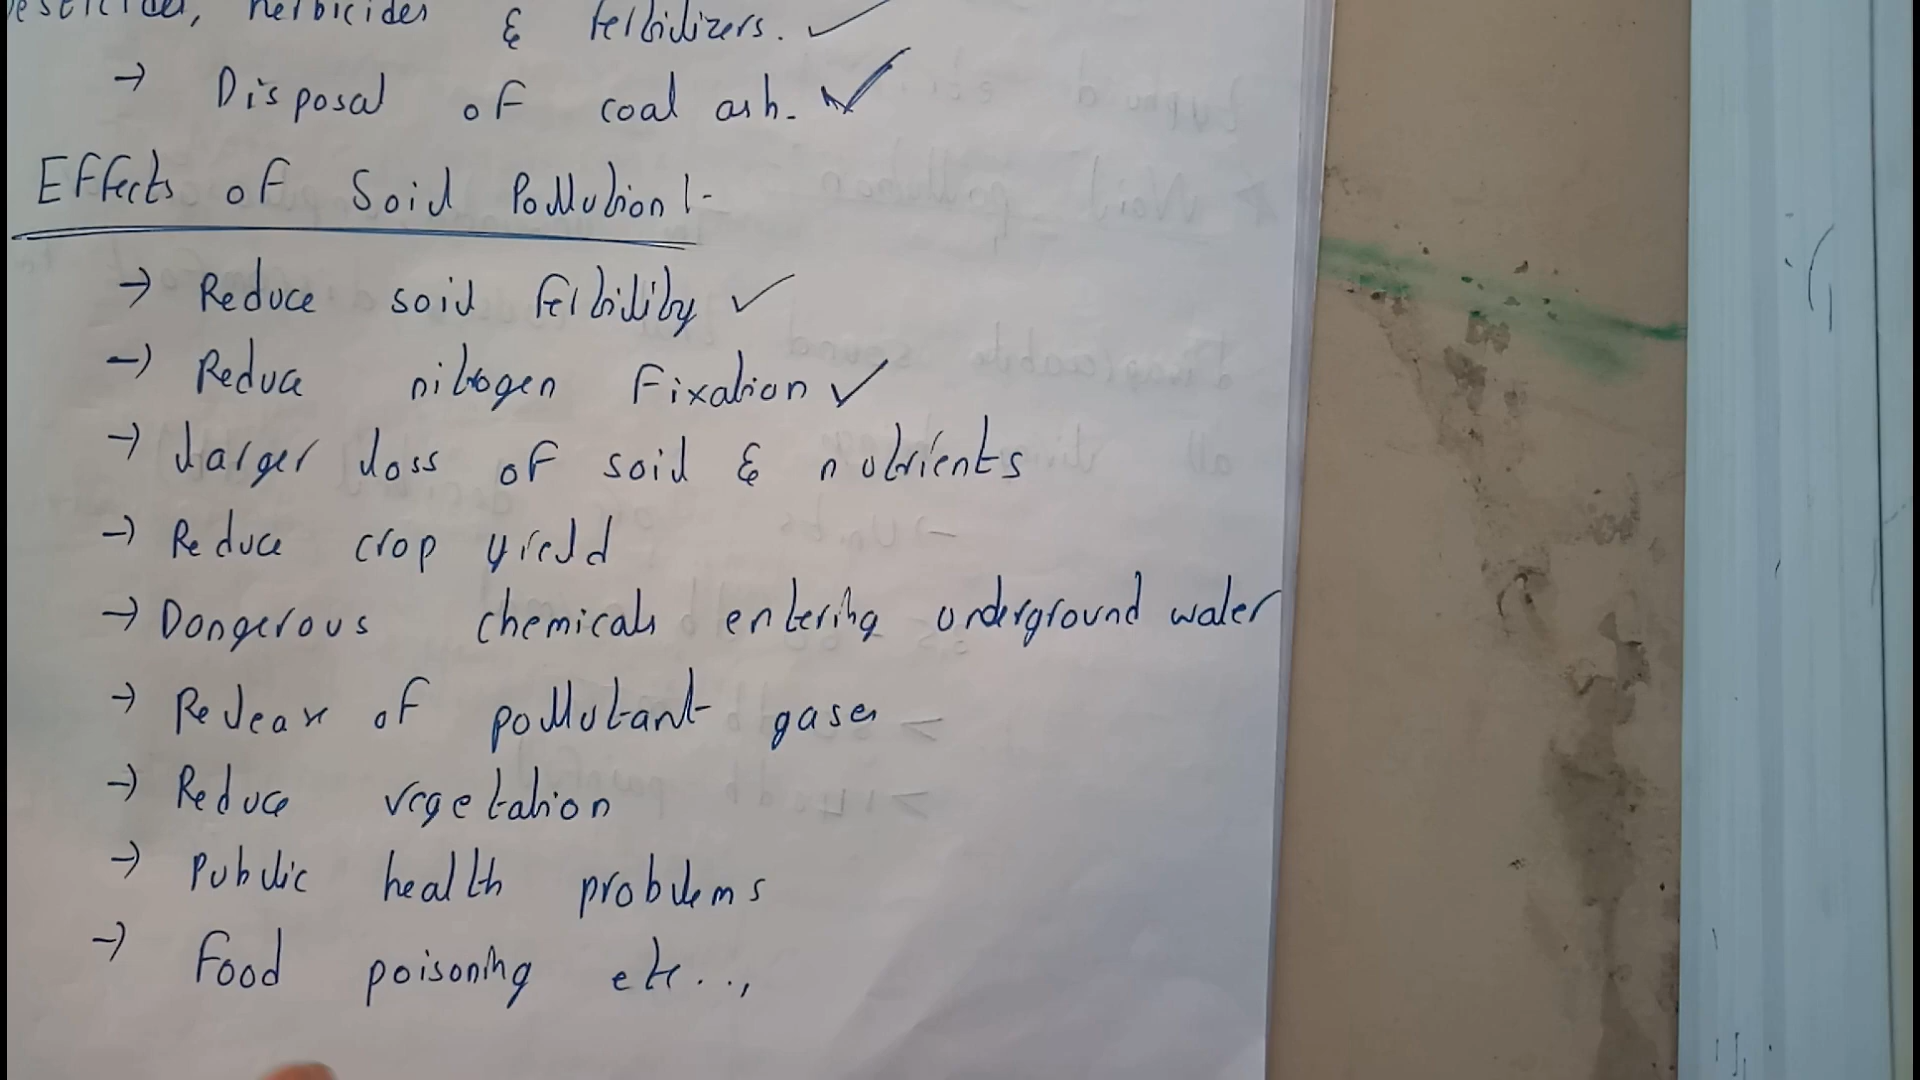 herbicides & fertilizers.
→ Disposal of coal ash.
Effects of Soil Pollution :-
→ Reduce soil fertility
→ Reduce nitrogen Fixation
→ Larger loss of soil & nutrients
→ Reduce crop yield
→ Dangerous chemicals entering underground water
→ Release of pollutant gases
→ Reduce vegetation
→ Public health problems
→ Food poisoning etc..,